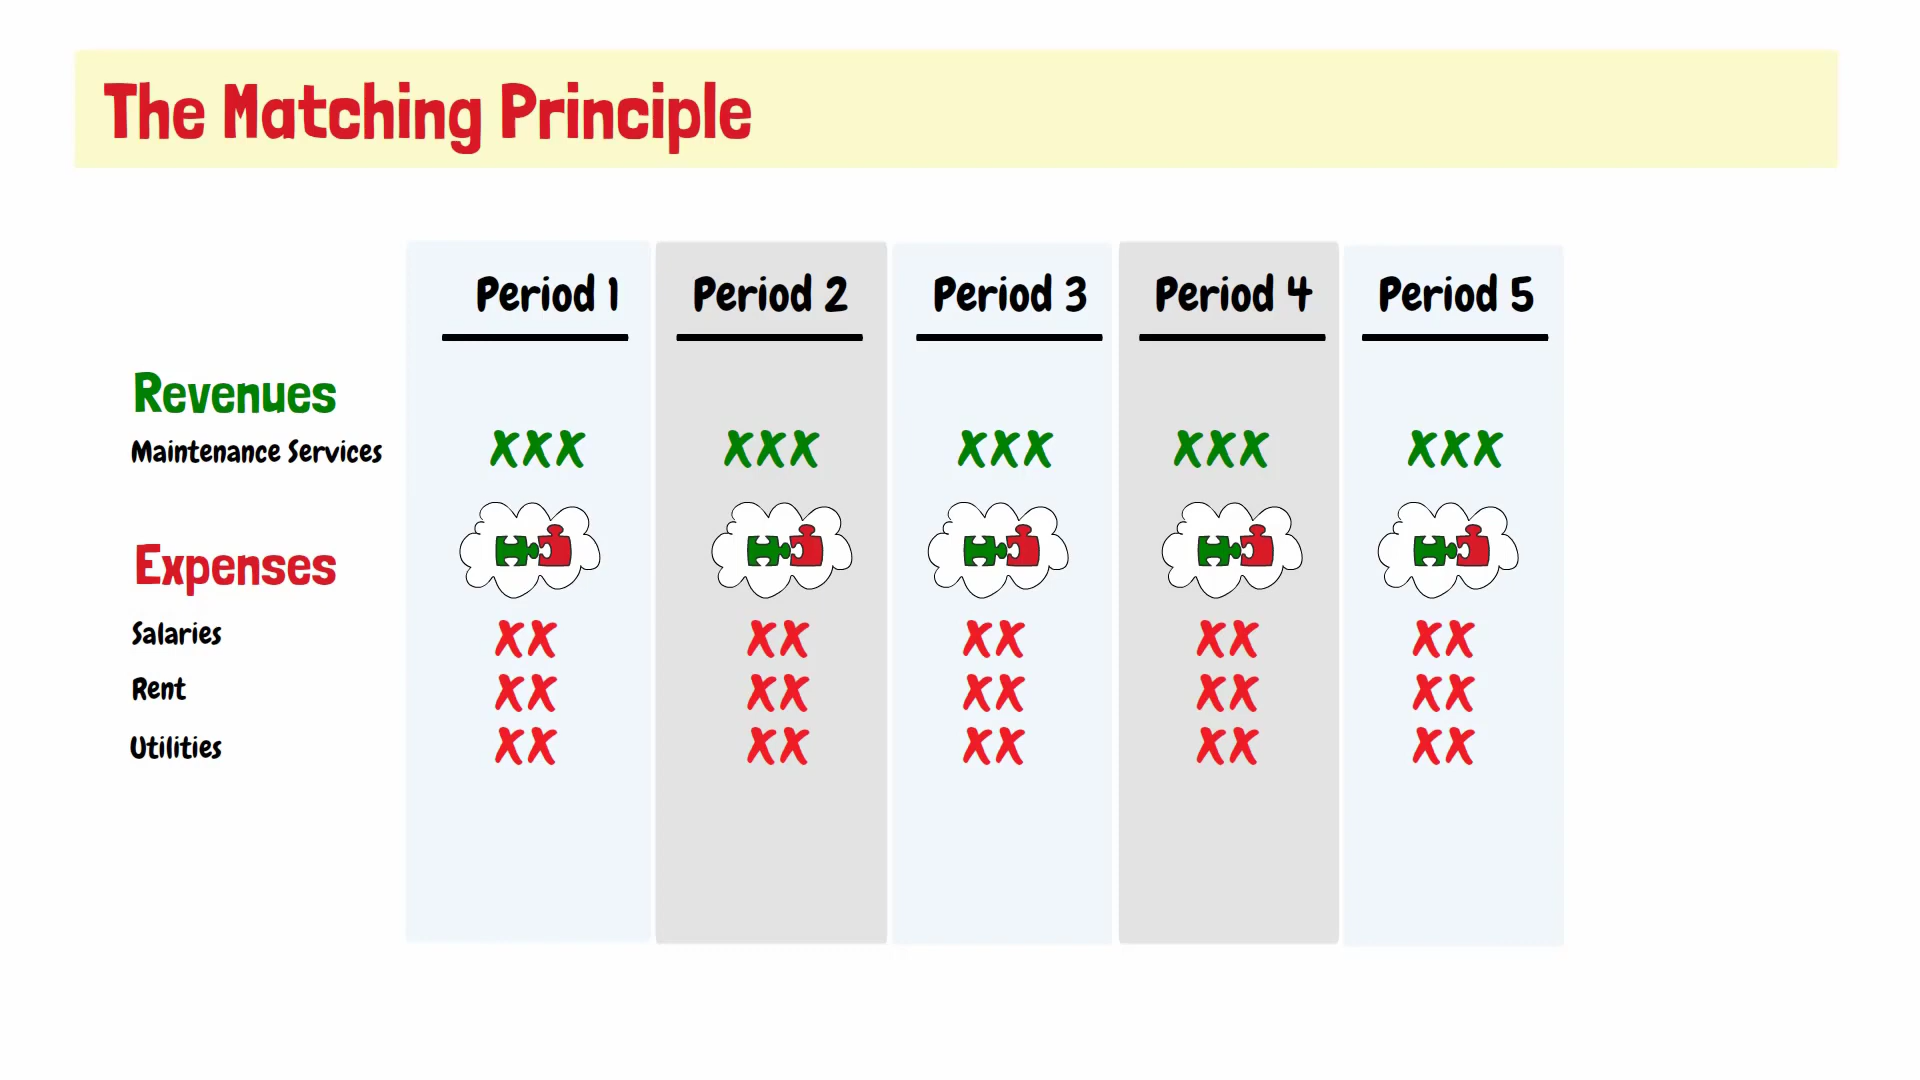 The Matching Principle
Period 1 Period 2 Period 3 Period 4 Period 5
Revenues
Maintenance Services XXX XXX XXX XXX XXX
Expenses
Salaries XX XX XX XX XX
Rent XX XX XX XX XX
Utilities XX XX XX XX XX